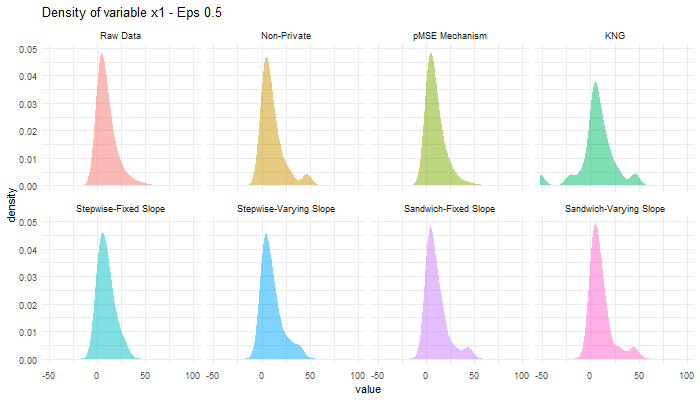 Density of variable x1 - Eps 0.5
Raw Data Non-Private pMSE Mechanism KNG
0.05
0.04
0.03
0.02
0.01
0.00
density
Stepwise-Fixed Slope Stepwise-Varying Slope Sandwich-Fixed Slope Sandwich-Varying Slope
0.05
0.04
0.03
0.02
0.01
0.00
-50 0 50 100 -50 0 50 100 -50 0 50 100 -50 0 50 100
value